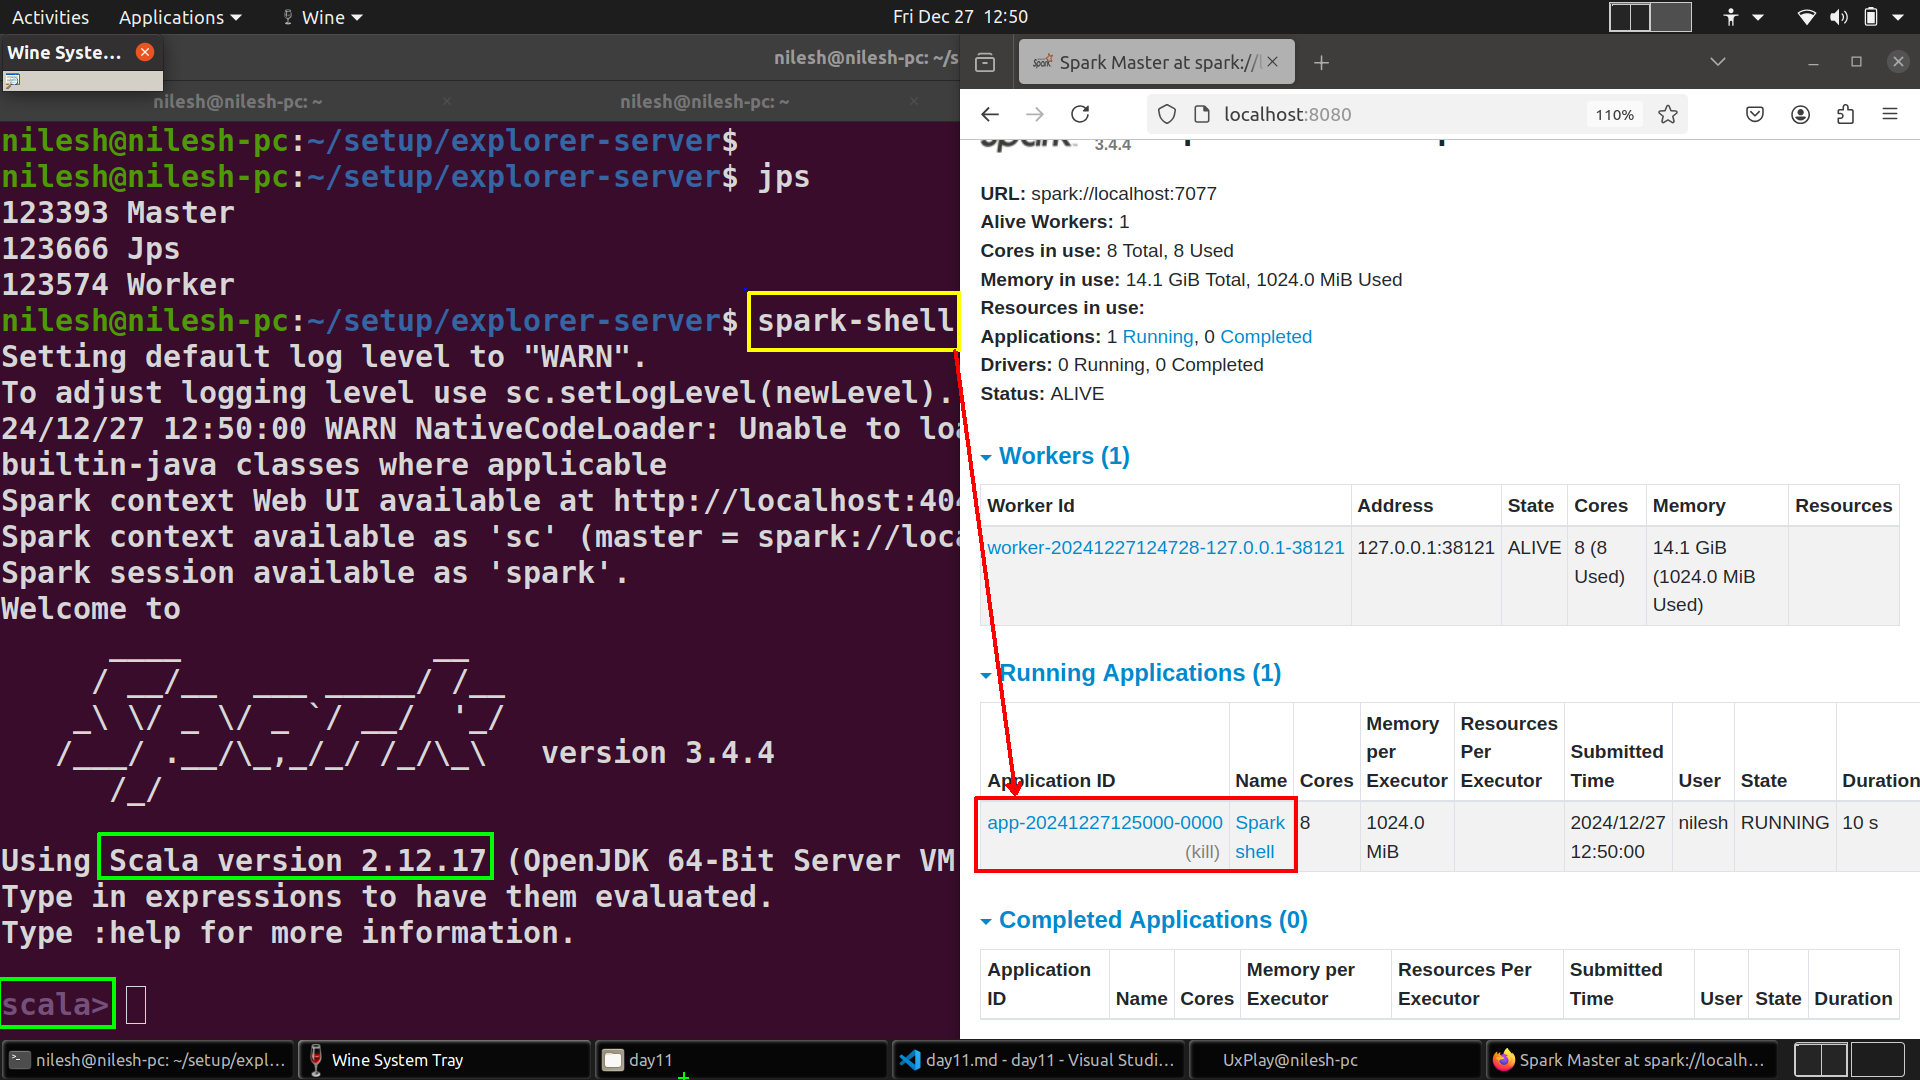 Activities Applications Wine Fri Dec 27 12:50
Wine Syste...
nilesh@nilesh-pc: ~/s
nilesh@nilesh-pc: ~ × nilesh@nilesh-pc: ~ ×
nilesh@nilesh-pc:~/setup/explorer-server$
nilesh@nilesh-pc:~/setup/explorer-server$ jps
123393 Master
123666 Jps
123574 Worker
nilesh@nilesh-pc:~/setup/explorer-server$ spark-shell
Setting default log level to "WARN".
To adjust logging level use sc.setLogLevel(newLevel).
24/12/27 12:50:00 WARN NativeCodeLoader: Unable to loa
builtin-java classes where applicable
Spark context Web UI available at http://localhost:404
Spark context available as 'sc' (master = spark://loca
Spark session available as 'spark'.
Welcome to
version 3.4.4
Using Scala version 2.12.17 (OpenJDK 64-Bit Server VM
Type in expressions to have them evaluated.
Type :help for more information.
scala>
Spark Master at spark://l
localhost:8080 110%
3.4.4
URL: spark://localhost:7077
Alive Workers: 1
Cores in use: 8 Total, 8 Used
Memory in use: 14.1 GiB Total, 1024.0 MiB Used
Resources in use:
Applications: 1 Running, 0 Completed
Drivers: 0 Running, 0 Completed
Status: ALIVE
Workers (1)
Worker Id Address State Cores Memory Resources
worker-20241227124728-127.0.0.1-38121 127.0.0.1:38121 ALIVE 8 (8 14.1 GiB
Used) (1024.0 MiB
Used)
Running Applications (1)
Memory Resources
per Per Submitted
Application ID Name Cores Executor Executor Time User State Duration
app-20241227125000-0000 Spark 8 1024.0 2024/12/27 nilesh RUNNING 10 s
(kill) shell MiB 12:50:00
Completed Applications (0)
Application Memory per Resources Per Submitted
ID Name Cores Executor Executor Time User State Duration
nilesh@nilesh-pc: ~/setup/expl... Wine System Tray day11 day11.md - day11 - Visual Studi... UxPlay@nilesh-pc Spark Master at spark://localh...